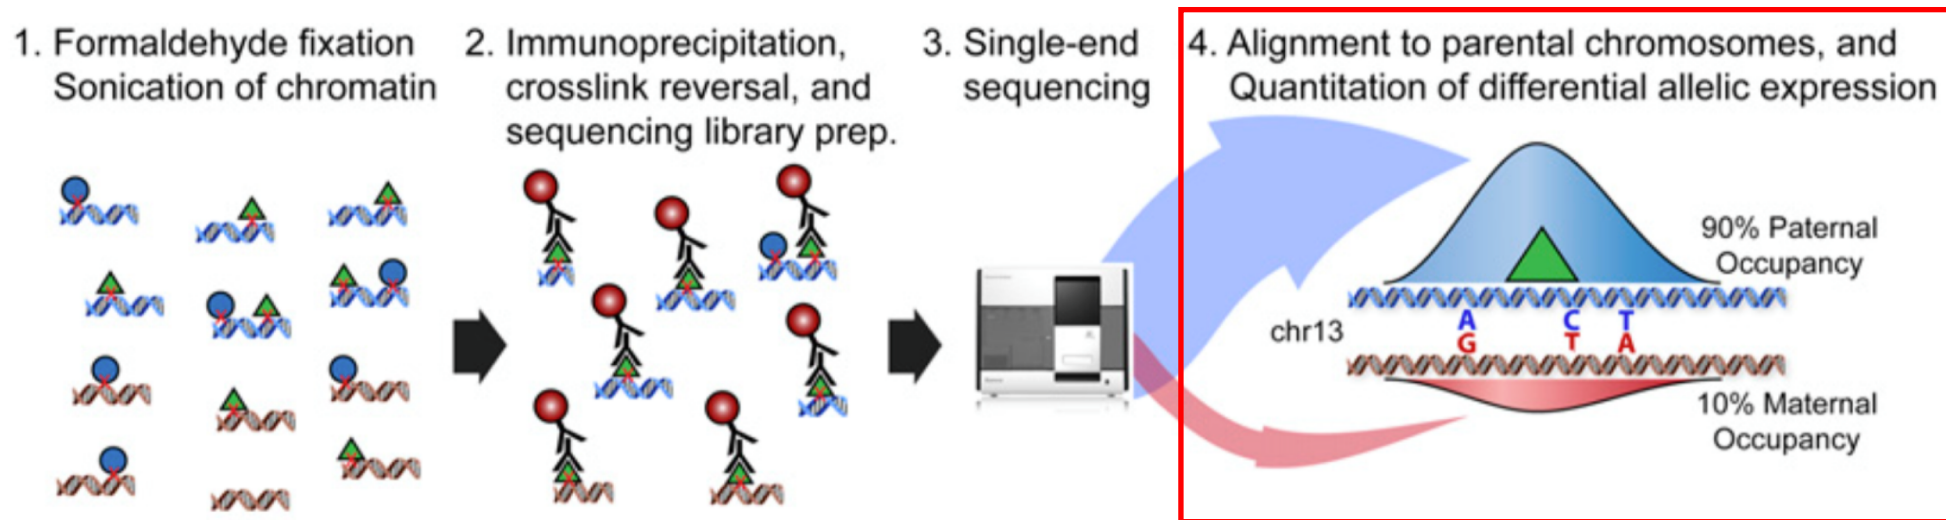 1. Formaldehyde fixation
Sonication of chromatin
2. Immunoprecipitation,
crosslink reversal, and
sequencing library prep.
3. Single-end
sequencing
4. Alignment to parental chromosomes, and
Quantitation of differential allelic expression
90% Paternal
Occupancy
A C T
chr13
G T A
10% Maternal
Occupancy